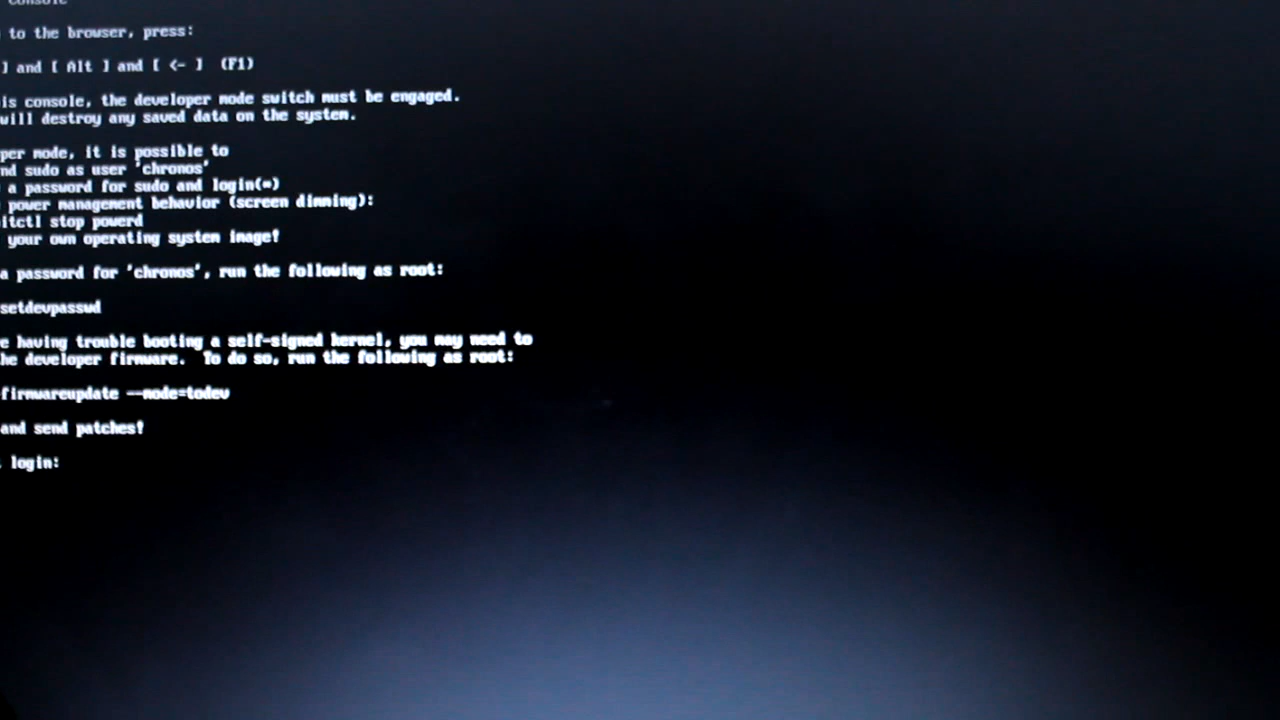 Console
to the browser, press:
] and [ Alt ] and [ <- ] (F1)
is console, the developer mode switch must be engaged.
will destroy any saved data on the system.
per mode, it is possible to
nd sudo as user 'chronos'
a password for sudo and login(*)
power management behavior (screen dimming):
itctl stop powerd
your own operating system image!
a password for 'chronos', run the following as root:
setdevpasswd
e having trouble booting a self-signed kernel, you may need to
he developer firmware. To do so, run the following as root:
firmwareupdate --mode=todev
and send patches!
login: